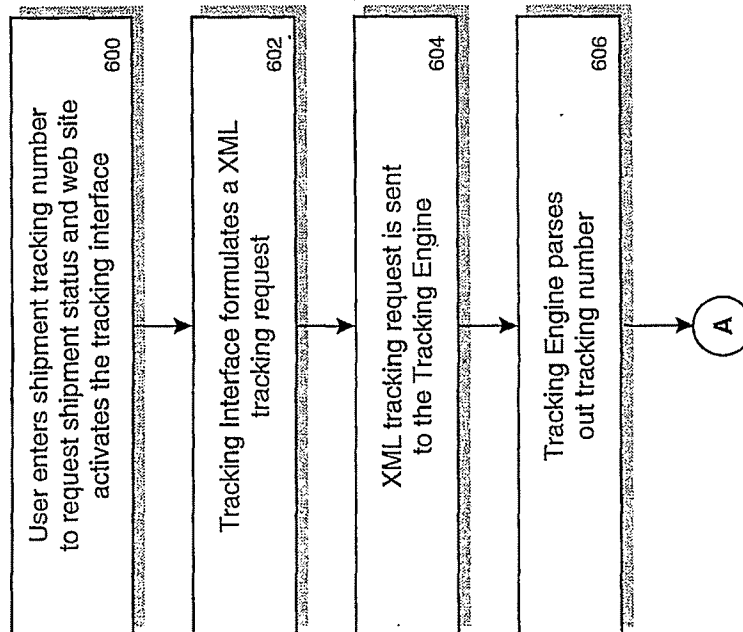 User enters shipment tracking number
to request shipment status and web site
activates the tracking interface
600
Tracking Interface formulates a XML
tracking request
602
XML tracking request is sent
to the Tracking Engine
604
Tracking Engine parses
out tracking number
606
A